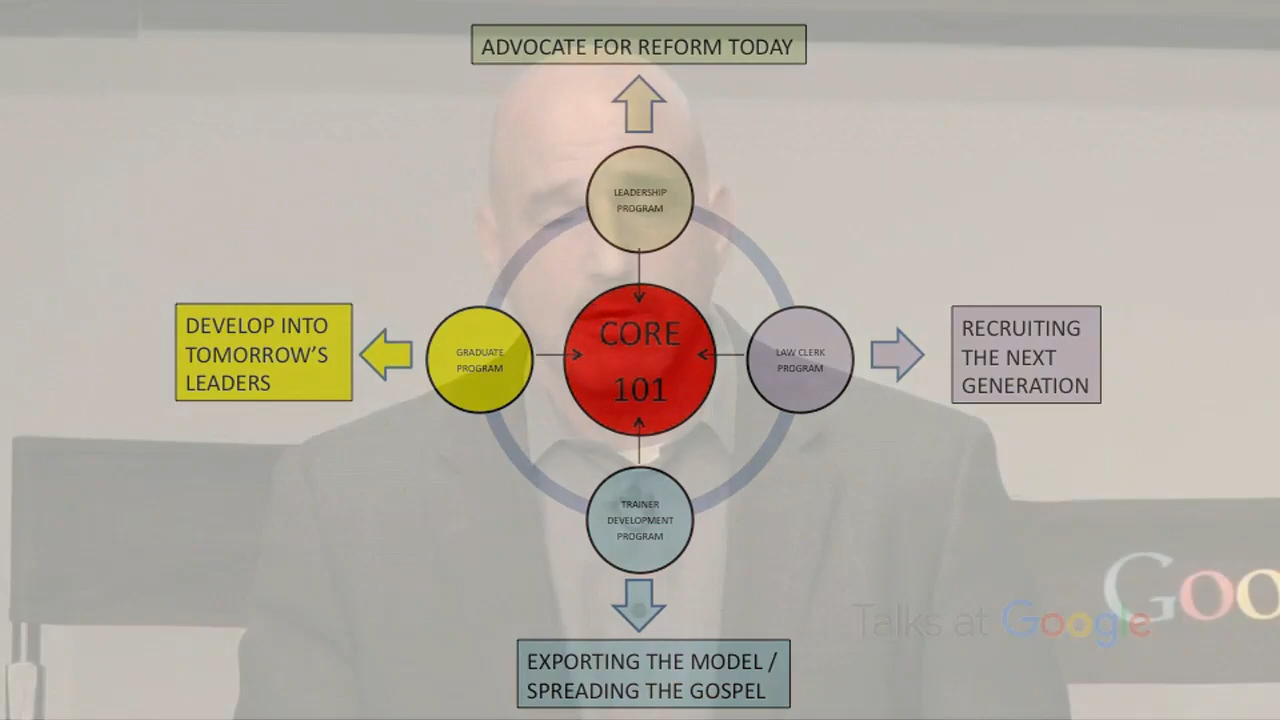 ADVOCATE FOR REFORM TODAY
LEADERSHIP
PROGRAM
DEVELOP INTO
TOMORROW'S
LEADERS
GRADUATE
PROGRAM
CORE
101
LAW CLERK
PROGRAM
RECRUITING
THE NEXT
GENERATION
TRAINER
DEVELOPMENT
PROGRAM
Goo
Talks at Google
EXPORTING THE MODEL /
SPREADING THE GOSPEL